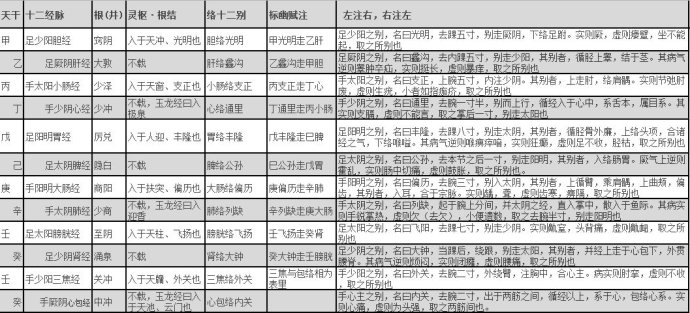 天干 十二经脉 根(井) 灵枢·根结 络十二别 标幽赋注 左注右，右注左
甲 足少阳胆经 窍阴 入于天冲、光明也 胆络光明 甲光明走乙肝 足少阳之别，名曰光明，去踝五寸，别走厥阴，下络足跗。实则厥，虚则痿躄，坐不能
起，取之所别也
乙 足厥阴肝经 大敦 不载 肝络蠡沟 乙蠡沟走甲胆 足厥阴之别，名曰蠡沟，去内踝五寸，别走少阳，其别者，循胫上睾，结于茎。其病气
逆则睾肿卒疝，实则挺长，虚则暴痒，取之所别也
丙 手太阳小肠经 少泽 入于天窗、支正也 小肠络支正 丙支正走丁心 手太阳之别，名曰支正，上腕五寸，内注少阴。其别者，上走肘，络肩髃。实则节弛肘
废，虚则生疣，小者如指痂疥，取之所别也
丁 手少阴心经 少冲 不载，玉龙经曰入
极泉 心络通里 丁通里走丙小肠 手少阴之别，名曰通里，去腕一寸半，别而上行，循经入于心中，系舌本，属目系。其
实则支膈，虚则不能言，取之掌后一寸，别走太阳也
戊 足阳明胃经 厉兑 入于人迎、丰隆也 胃络丰隆 戊丰隆走己脾 足阳明之别，名曰丰隆，去踝八寸，别走太阴，其别者，循胫骨外廉，上络头项，合诸
经之气，下络喉嗌。其病气逆则喉痹瘁喑，实则狂癫，虚则足不收，胫枯，取之所别也
己 足太阴脾经 隐白 不载 脾络公孙 己公孙走戊胃 足太阴之别，名曰公孙，去本节之后一寸，别走阳明，其别者，入络肠胃。厥气上逆则
霍乱，实则肠中切痛，虚则鼓胀，取之所别也
庚 手阳明大肠经 商阳 入于扶突、偏历也 大肠络偏历 庚偏历走辛肺 手阳明之别，名曰偏历，去腕三寸，别入太阴，其别者，上循臂，乘肩髃，上曲颊，偏
齿，其别者，入耳，合于宗脉。实则龋，聋，虚则齿寒，痹隔，取之所别也
辛 手太阴肺经 少商 不载，玉龙经曰入
迎香 肺络列缺 辛列缺走庚大肠 手太阴之别，名曰列缺，起于腕上分间，并太阴之经，直入掌中，散入于鱼际。其病实
则手锐掌热，虚则欠（去欠），小便遗数，取之去腕半寸，别走阳明也
壬 足太阳膀胱经 至阴 入于天柱、飞扬也 膀胱络飞扬 壬飞扬走癸肾 足太阳之别，名曰飞阳，去踝七寸，别走少阴。实则鼽窒，头背痛，虚则鼽衄，取之所
别也
癸 足少阴肾经 涌泉 不载 肾络大钟 癸大钟走壬膀胱 足少阴之别，名曰大钟，当踝后，绕跟，别走太阳，其别者，并经上走于心包下，外贯
腰脊。其病气逆则烦闷，实则闭癃，虚则腰痛，取之所别也
壬 手少阳三焦经 关冲 入于天牖、外关也 三焦络外关 三焦与包络相为
表里 手少阳之别，名曰外关，去腕二寸，外绕臂，注胸中，合心主。病实则肘挛，虚则不收
，取之所别也
癸 手厥阴心包经 中冲 不载，玉龙经曰入
于天池、云门也 心包络内关 手心主之别，名曰内关，去腕二寸，出于两筋之间，循经以上，系于心，包络心系。实
则心痛，虚则为头强，取之两筋间也。